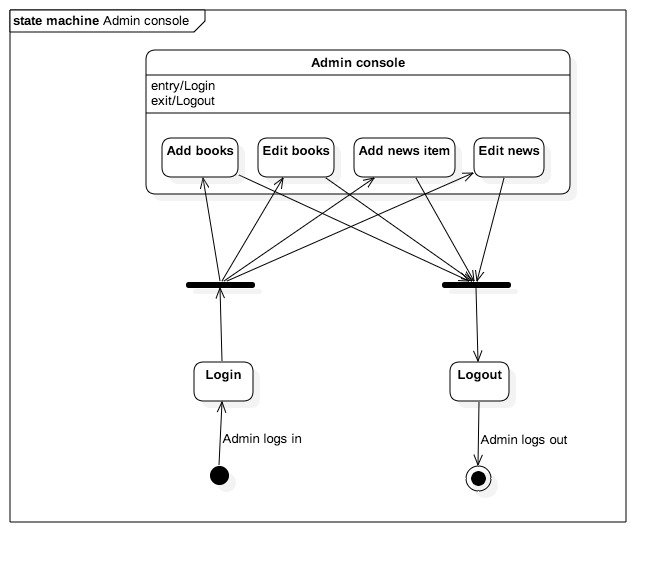 state machine Admin console
Admin console
entry/Login
exit/Logout
Add books
Edit books
Add news item
Edit news
Login
Logout
Admin logs in
Admin logs out